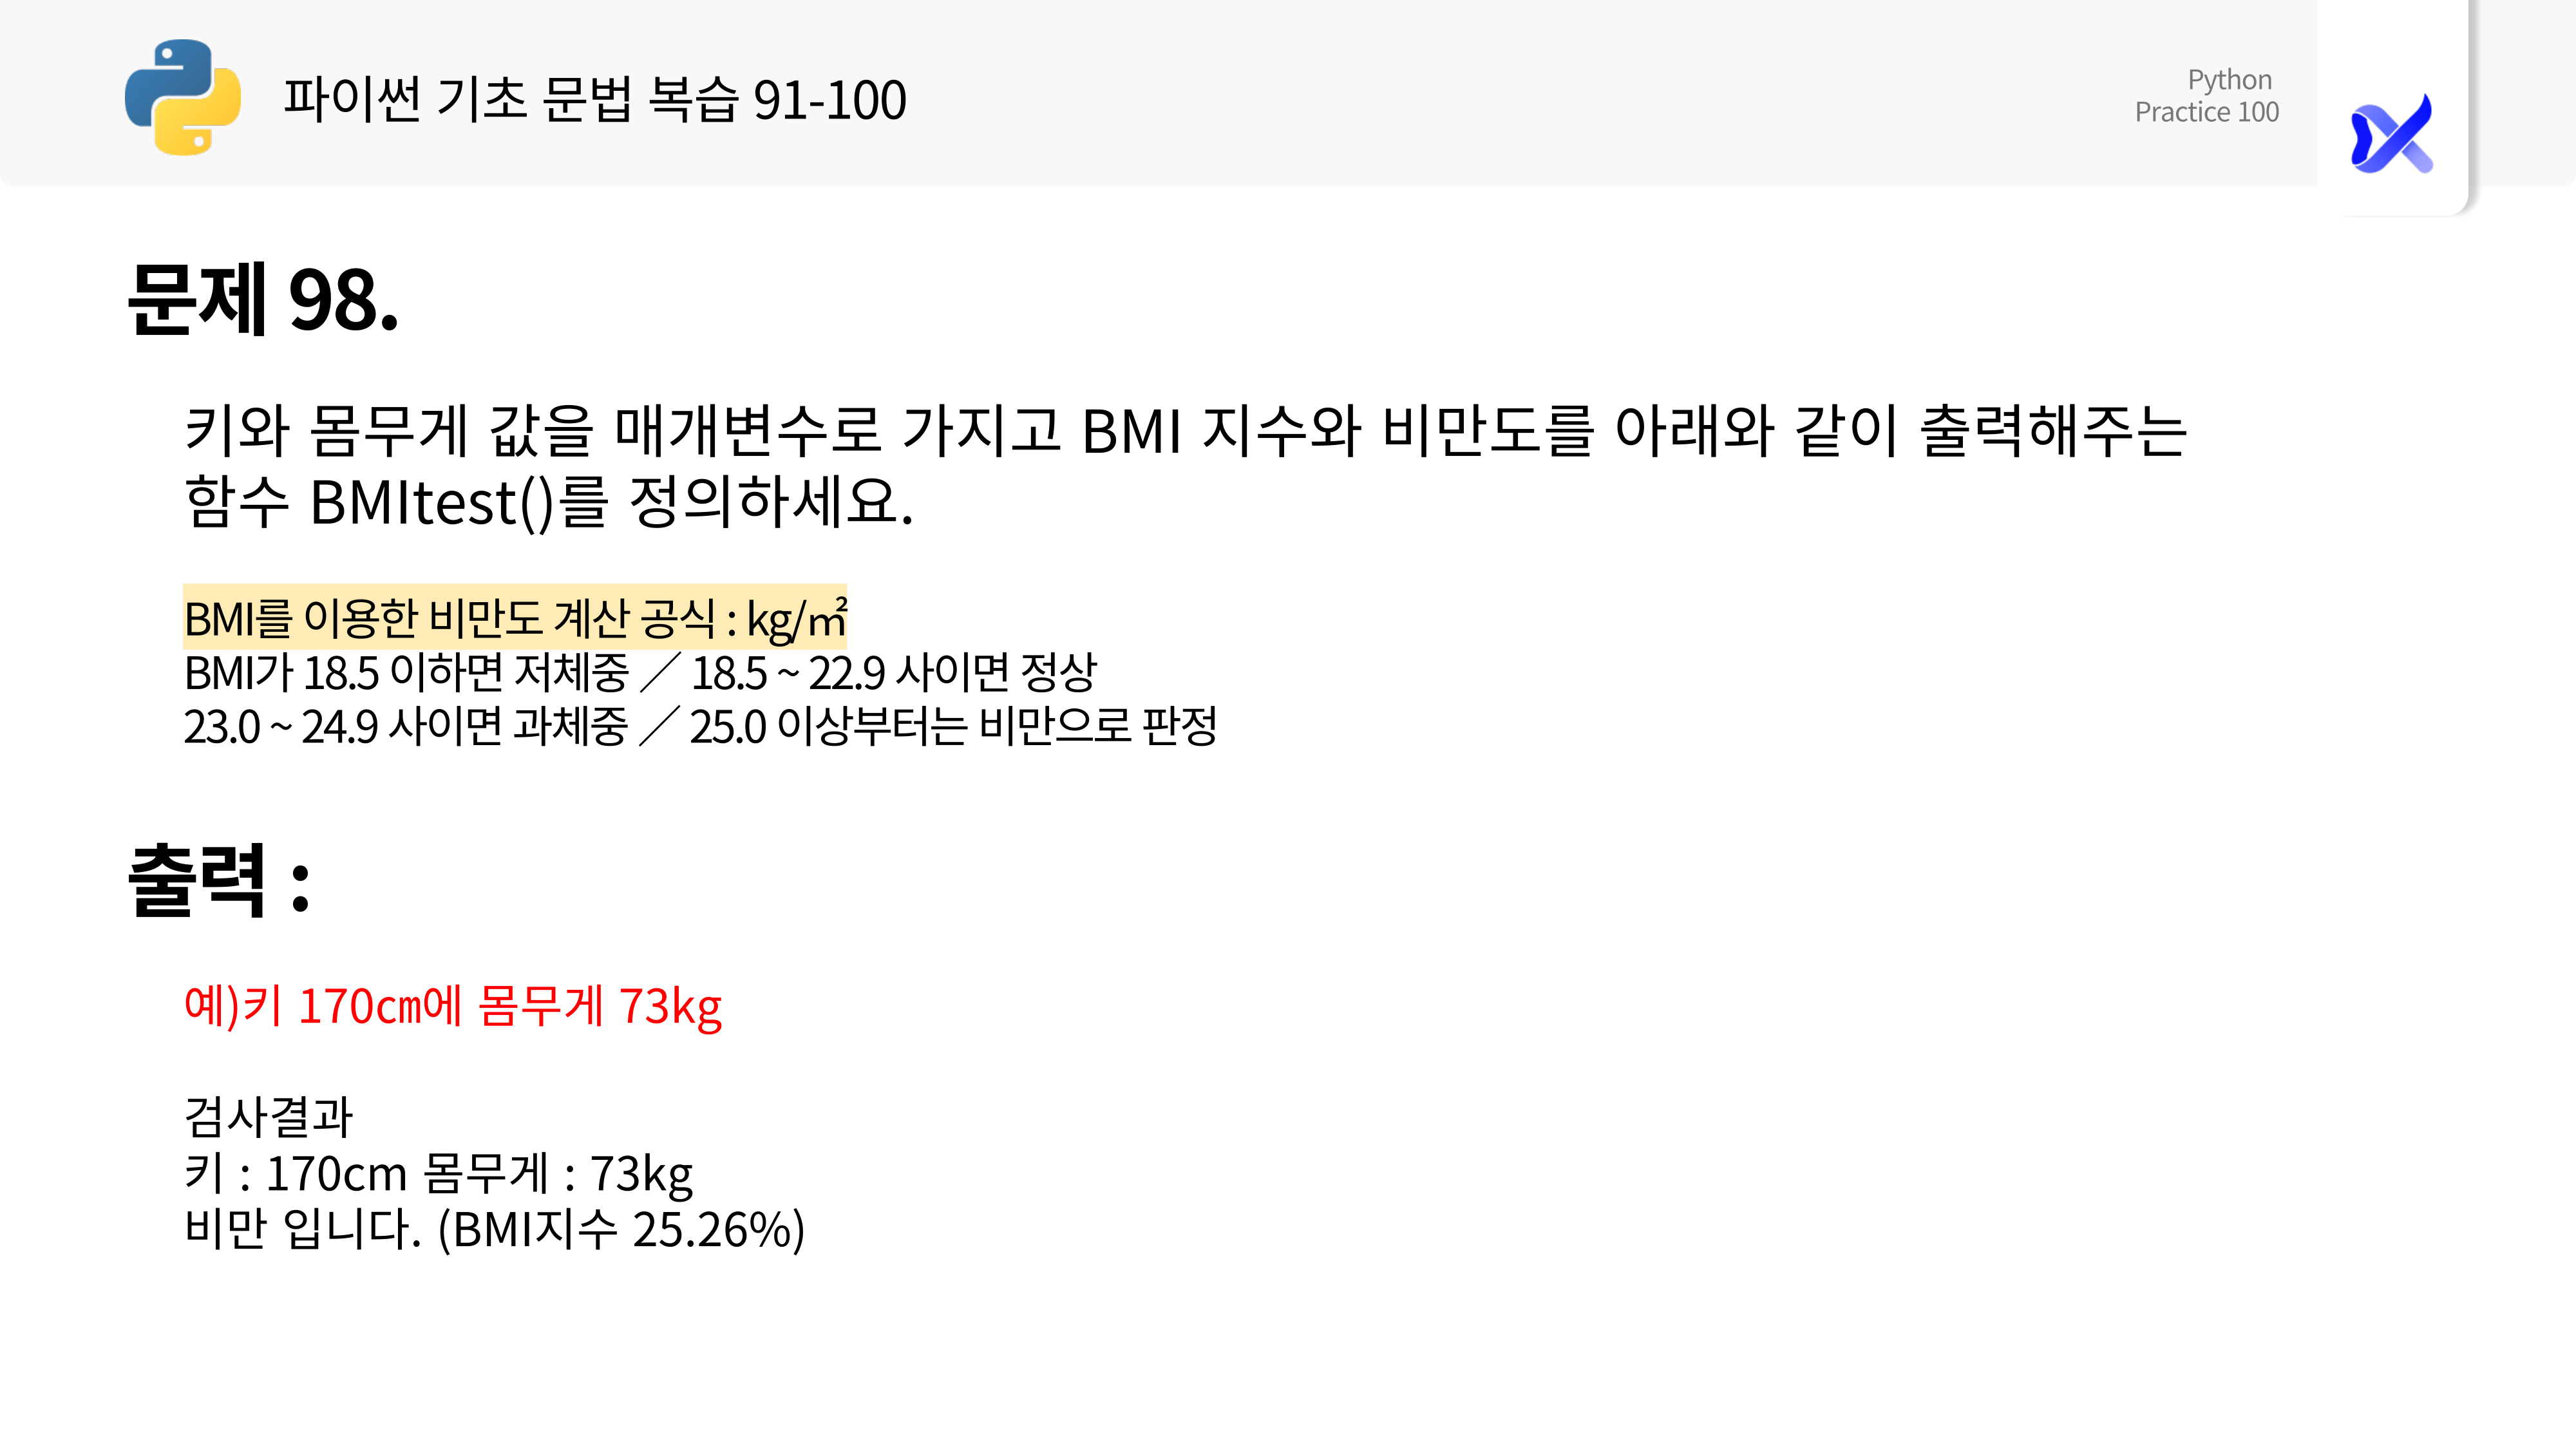 파이썬 기초 문법 복습 91-100
Python
Practice 100
문제 98.
키와 몸무게 값을 매개변수로 가지고 BMI 지수와 비만도를 아래와 같이 출력해주는
함수 BMItest()를 정의하세요.
BMI를 이용한 비만도 계산 공식 : kg/㎡
BMI가 18.5 이하면 저체중 ／ 18.5 ~ 22.9 사이면 정상
23.0 ~ 24.9 사이면 과체중 ／ 25.0 이상부터는 비만으로 판정
출력 :
예)키 170㎝에 몸무게 73kg
검사결과
키 : 170cm 몸무게 : 73kg
비만 입니다. (BMI지수 25.26%)